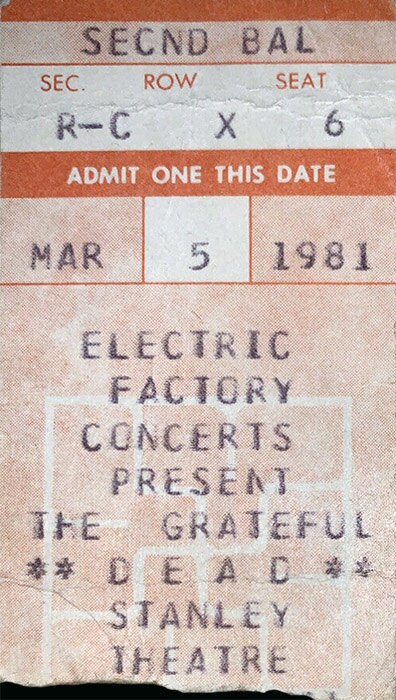 SECND BAL
SEC. ROW SEAT
R-C X 6
ADMIT ONE THIS DATE
MAR 5 1981
ELECTRIC
FACTORY
CONCERTS
PRESENT
THE GRATEFUL
** D E A D **
STANLEY
THEATRE